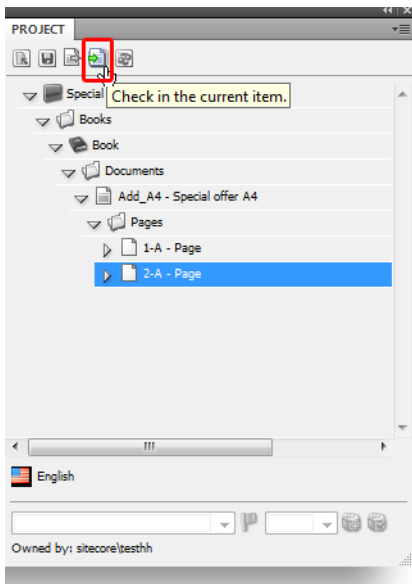 PROJECT
Special
Check in the current item.
Books
Book
Documents
Add_A4 - Special offer A4
Pages
1-A - Page
2-A - Page
English
Owned by: sitecore\testhh